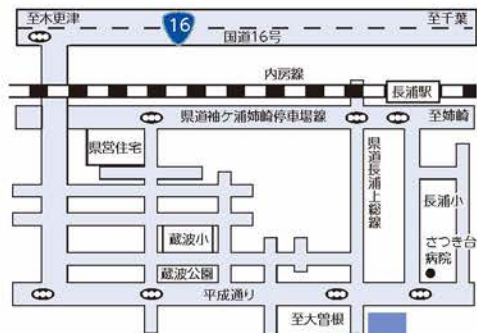 至木更津
16
至千葉
国道16号
内房線
長浦駅
県道袖ケ浦姉崎停車場線
至姉崎
県営住宅
県道長浦上総線
長浦小
蔵波小
さつき台
病院
蔵波公園
平成通り
至大曽根